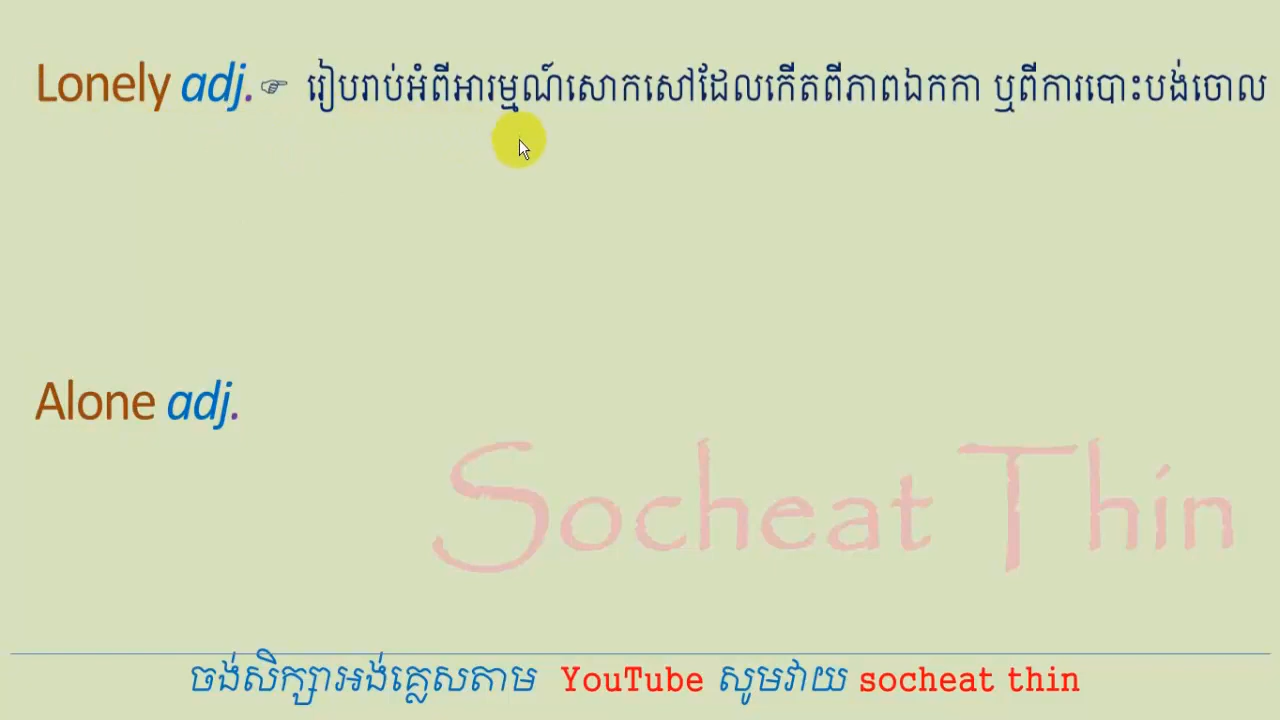 Lonely adj.☞ រៀបរាប់អំពីអារម្មណ៍សោកសៅដែលកើតពីភាពឯកកា ឬពីការបោះបង់ចោល
Alone adj.
Socheat Thin
ចង់សិក្សាអង់គ្លេសតាម YouTube សូមវាយ socheat thin